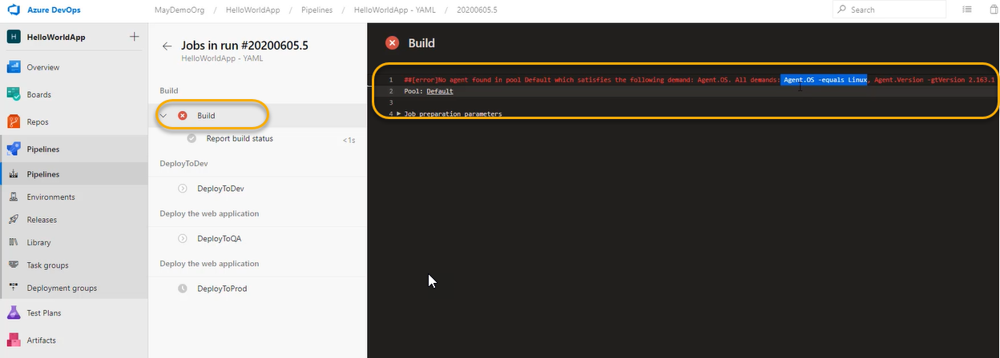 Azure DevOps
MayDemoOrg / HelloWorldApp / Pipelines / HelloWorldApp - YAML / 20200605.5
Search
H HelloWorldApp
Overview
Boards
Repos
Pipelines
Pipelines
Environments
Releases
Library
Task groups
Deployment groups
Test Plans
Artifacts
Jobs in run #20200605.5
HelloWorldApp - YAML
Build
Build
Report build status <1s
DeployToDev
DeployToDev
Deploy the web application
DeployToQA
Deploy the web application
DeployToProd
Build
1 ##[error]No agent found in pool Default which satisfies the following demand: Agent.OS. All demands: Agent.OS -equals Linux, Agent.Version -gtVersion 2.163.1
2 Pool: Default
3
4 Job preparation parameters